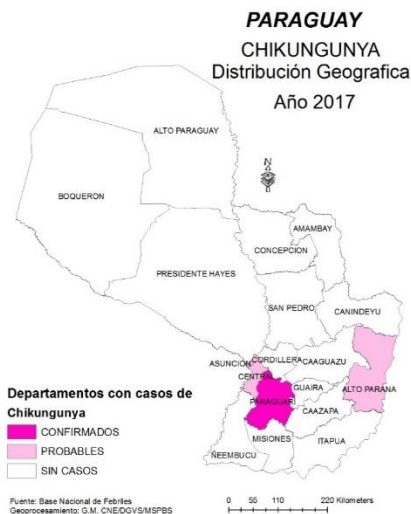 PARAGUAY
CHIKUNGUNYA
Distribución Geografica
Año 2017
ALTO PARAGUAY
N
BOQUERON
AMAMBAY
CONCEPCION
PRESIDENTE HAYES
SAN PEDRO
CANINDEYU
ASUNCION
CORDILLERA
CAAGUAZU
CENTRAL
ALTO PARANA
GUAIRA
PARAGUARI
CAAZAPA
MISIONES
ITAPUA
ÑEEMBUCU
Departamentos con casos de
Chikungunya
CONFIRMADOS
PROBABLES
SIN CASOS
Fuente: Base Nacional de Febriles
Geoprocesamiento: G.M. CNE/DGVS/MSPBS
0 55 110 220 Kilometers